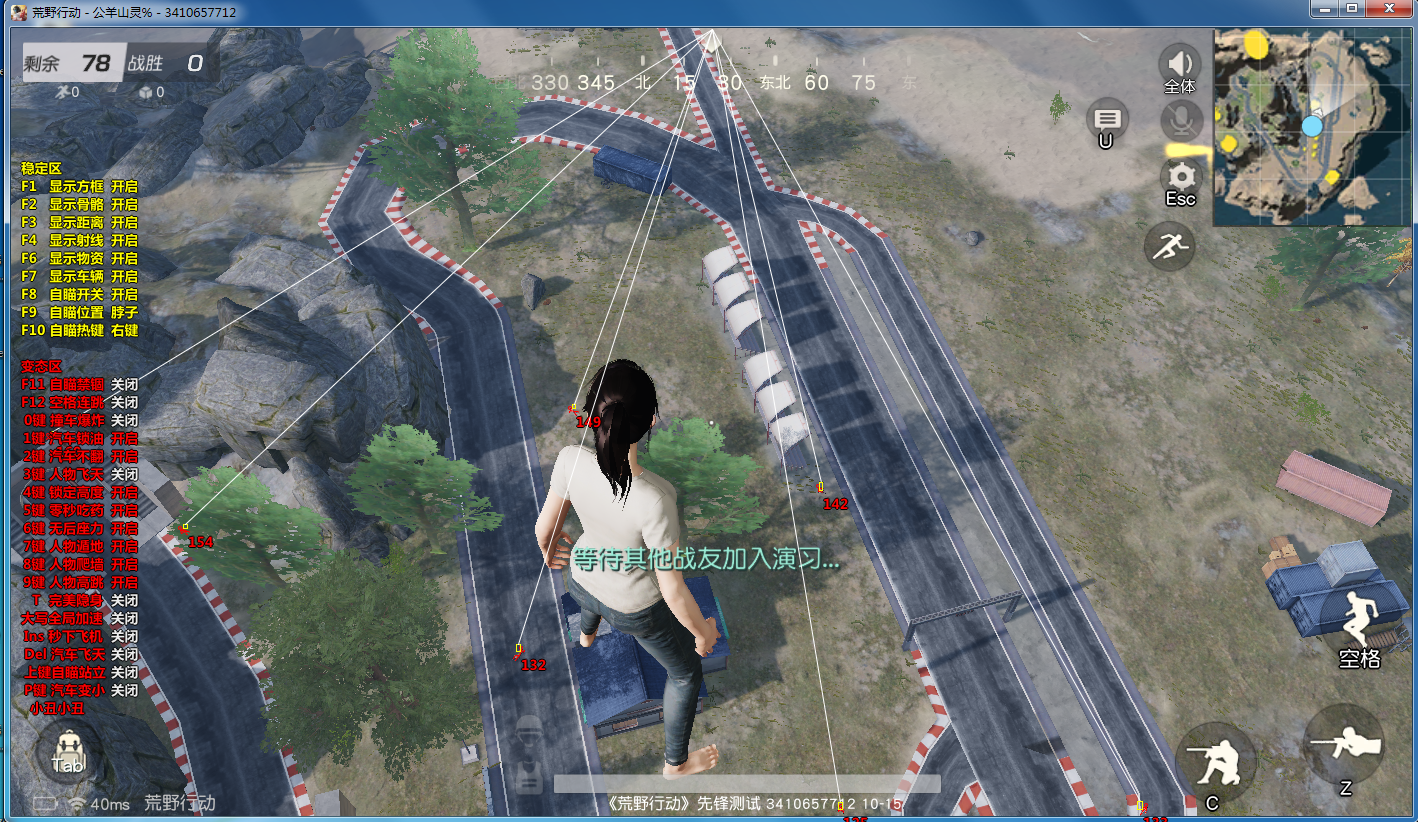 荒野行动 - 公羊山灵% - 3410657712
剩余 78 战胜 0
0 0
330 345 北 15 30 东北 60 75 东
全体
U
Esc
稳定区
F1 显示方框 开启
F2 显示骨骼 开启
F3 显示距离 开启
F4 显示射线 开启
F6 显示物资 开启
F7 显示车辆 开启
F8 自瞄开关 开启
F9 自瞄位置 脖子
F10 自瞄热键 右键
变态区
F11 自瞄禁锢 关闭
F12 空格连跳 关闭
0键 撞车爆炸 关闭
1键 汽车锁油 开启
2键 汽车不翻 开启
3键 人物飞天 关闭
4键 锁定高度 开启
5键 零秒吃药 开启
6键 无后座力 开启
7键 人物遁地 开启
8键 人物爬墙 开启
9键 人物高跳 开启
T 完美隐身 关闭
大写全局加速 关闭
Ins 秒下飞机 关闭
Del 汽车飞天 关闭
上键自瞄站立 关闭
P键 汽车变小 关闭
小丑小丑
149
142
154
132
等待其他战友加入演习...
空格
Tab
C
Z
40ms 荒野行动
《荒野行动》先锋测试 3410657712 10-15